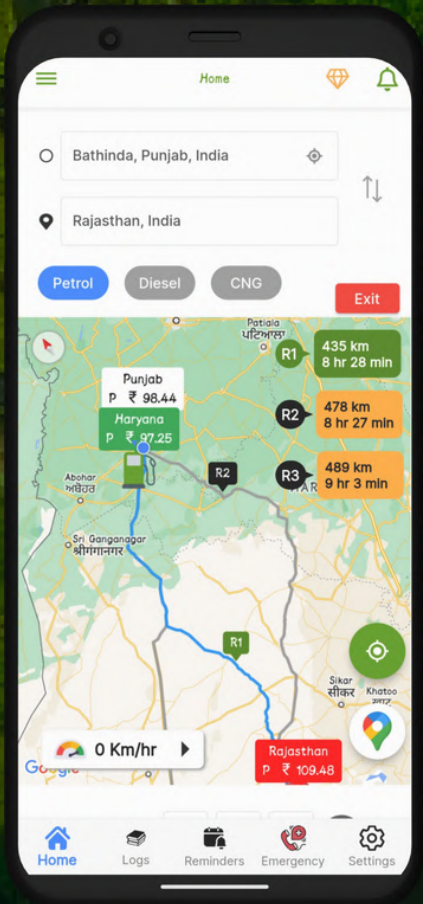 Home
Bathinda, Punjab, India
Rajasthan, India
Petrol
Diesel
CNG
Exit
Patiala
ਪਟਿਆਲਾ
R1
435 km
8 hr 28 min
Punjab
P ₹ 98.44
Haryana
P ₹ 97.25
R2
478 km
8 hr 27 min
R2
R3
489 km
9 hr 3 min
Abohar
ਅਬੋਹਰ
Sri Ganganagar
श्रीगंगानगर
R1
Sikar
सीकर
Khatoo
0 Km/hr
Rajasthan
P ₹ 109.48
Google
Home
Logs
Reminders
Emergency
Settings